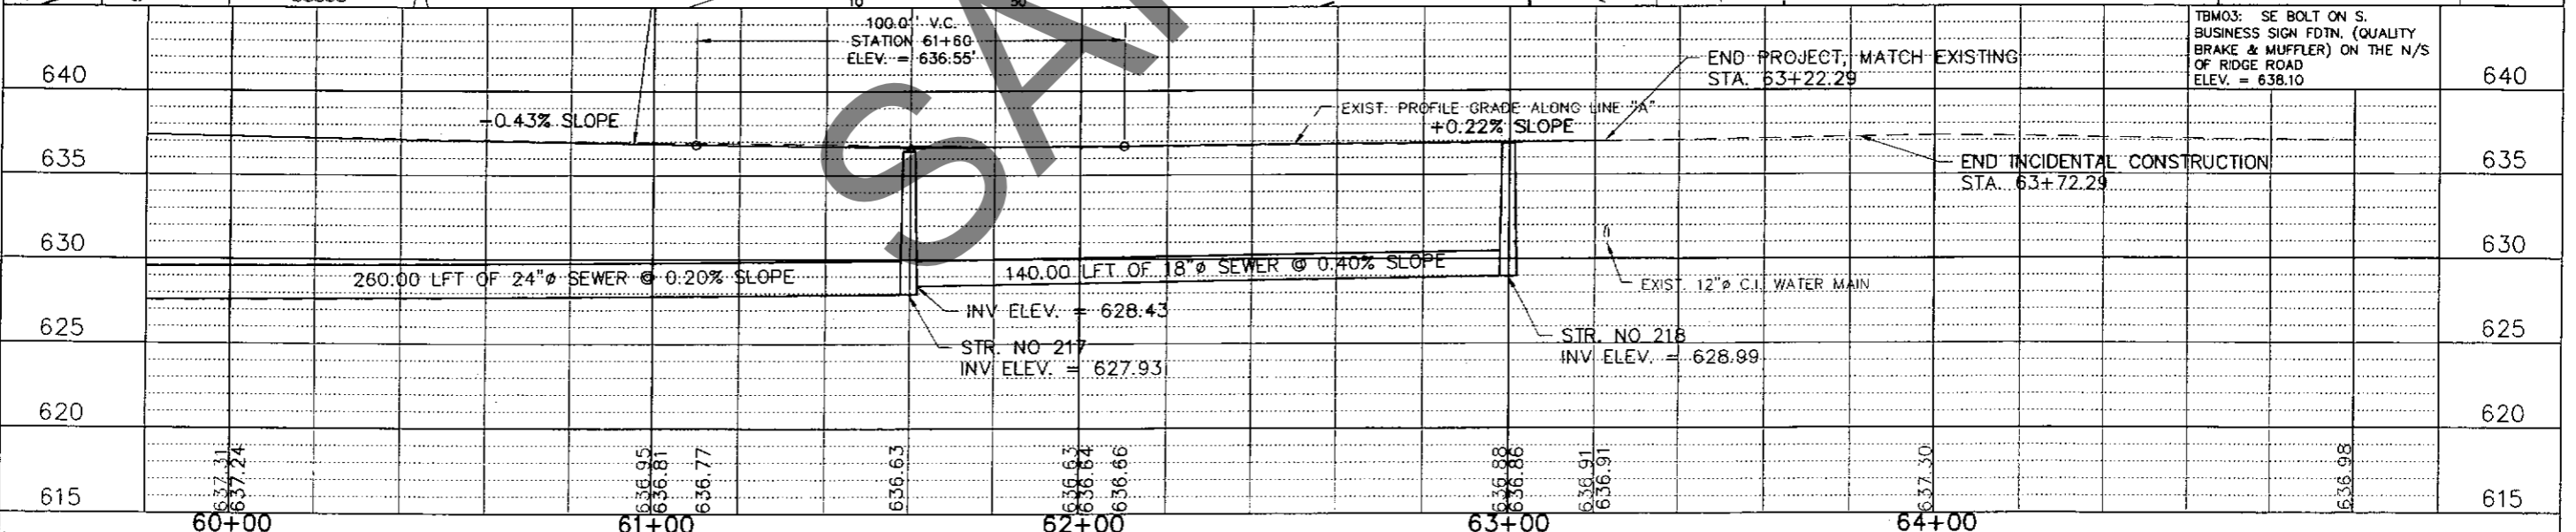 10
50
100.0' V.C.
STATION 61+60
ELEV. = 636.55'
TBM03: SE BOLT ON S.
BUSINESS SIGN FDTN. (QUALITY
BRAKE & MUFFLER) ON THE N/S
OF RIDGE ROAD
ELEV. = 638.10
END PROJECT, MATCH EXISTING
STA. 63+22.29
640
640
-0.43% SLOPE
EXIST. PROFILE GRADE ALONG LINE "A"
+0.22% SLOPE
635
635
END INCIDENTAL CONSTRUCTION
STA. 63+72.29
630
630
260.00 LFT OF 24"ø SEWER @ 0.20% SLOPE
140.00 LFT OF 18"ø SEWER @ 0.40% SLOPE
EXIST. 12"ø C.I. WATER MAIN
INV ELEV. = 628.43
625
625
STR. NO 217
INV ELEV. = 627.93
STR. NO 218
INV ELEV. = 628.99
620
620
637.31
637.24
636.95
636.81
636.77
636.63
636.63
636.64
636.66
636.88
636.86
636.91
636.91
637.30
636.98
615
615
60+00
61+00
62+00
63+00
64+00